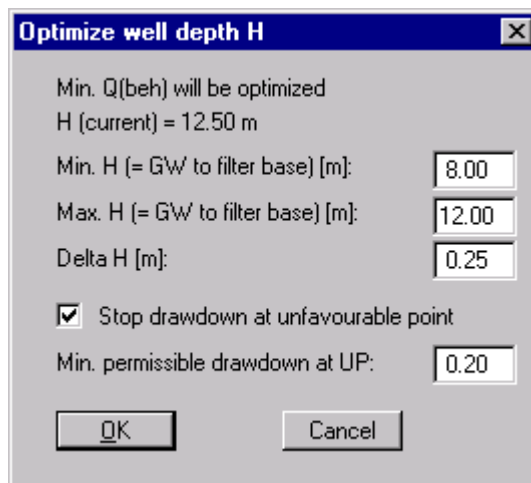 Optimize well depth H
Min. Q(beh) will be optimized
H (current) = 12.50 m
Min. H (= GW to filter base) [m]: 8.00
Max. H (= GW to filter base) [m]: 12.00
Delta H [m]: 0.25
Stop drawdown at unfavourable point
Min. permissible drawdown at UP: 0.20
OK Cancel